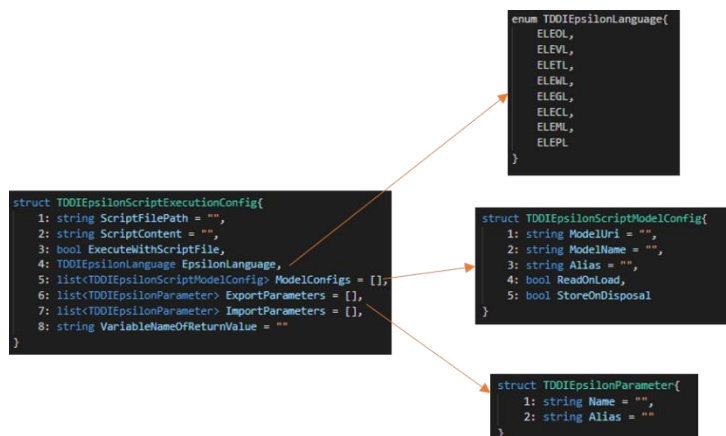 enum TDDIEpsilonLanguage{
ELEOL,
ELEVL,
ELETL,
ELEWL,
ELEGL,
ELECL,
ELEML,
ELEPL
}
struct TDDIEpsilonScriptExecutionConfig{
1: string ScriptFilePath = "",
2: string ScriptContent = "",
3: bool ExecuteWithScriptFile,
4: TDDIEpsilonLanguage EpsilonLanguage,
5: list<TDDIEpsilonScriptModelConfig> ModelConfigs = [],
6: list<TDDIEpsilonParameter> ExportParameters = [],
7: list<TDDIEpsilonParameter> ImportParameters = [],
8: string VariableNameOfReturnValue = ""
}
struct TDDIEpsilonScriptModelConfig{
1: string ModelUri = "",
2: string ModelName = "",
3: string Alias = "",
4: bool ReadOnLoad,
5: bool StoreOnDisposal
}
struct TDDIEpsilonParameter{
1: string Name = "",
2: string Alias = ""
}